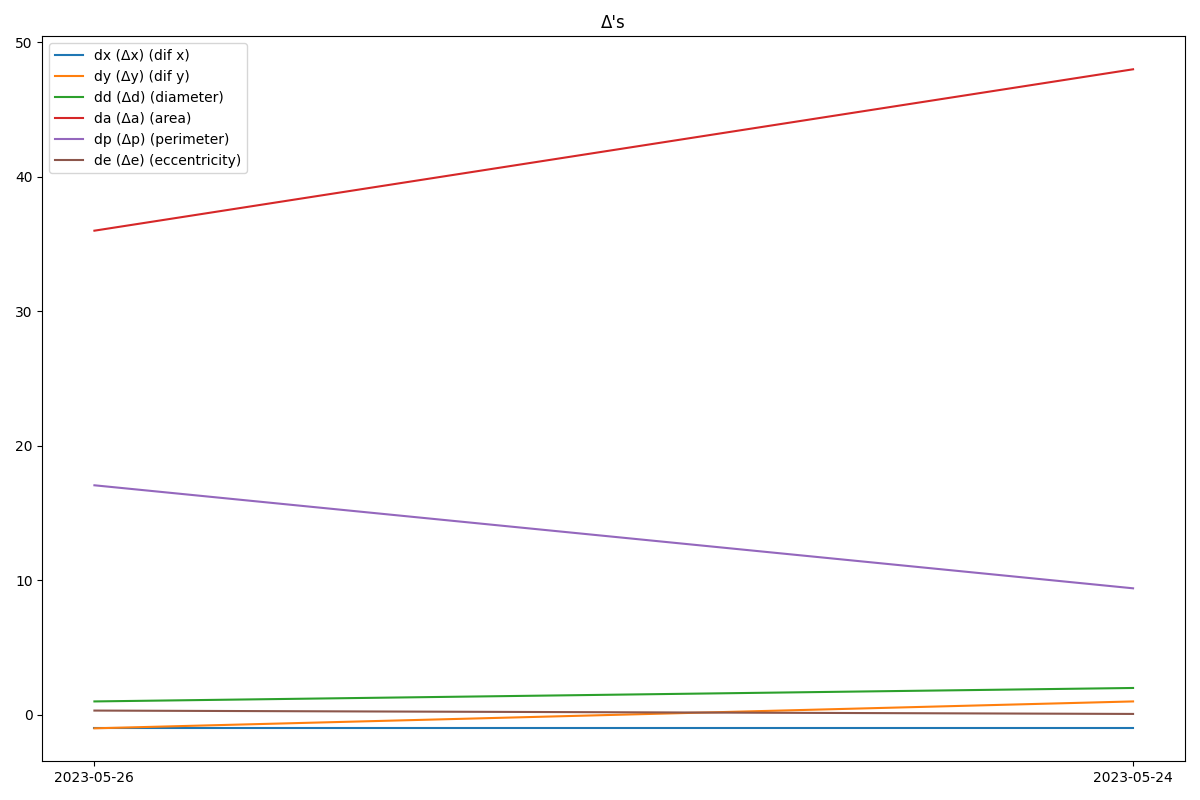 Δ's
50
40
30
20
10
0
dx (Δx) (dif x)
dy (Δy) (dif y)
dd (Δd) (diameter)
da (Δa) (area)
dp (Δp) (perimeter)
de (Δe) (eccentricity)
2023-05-26
2023-05-24